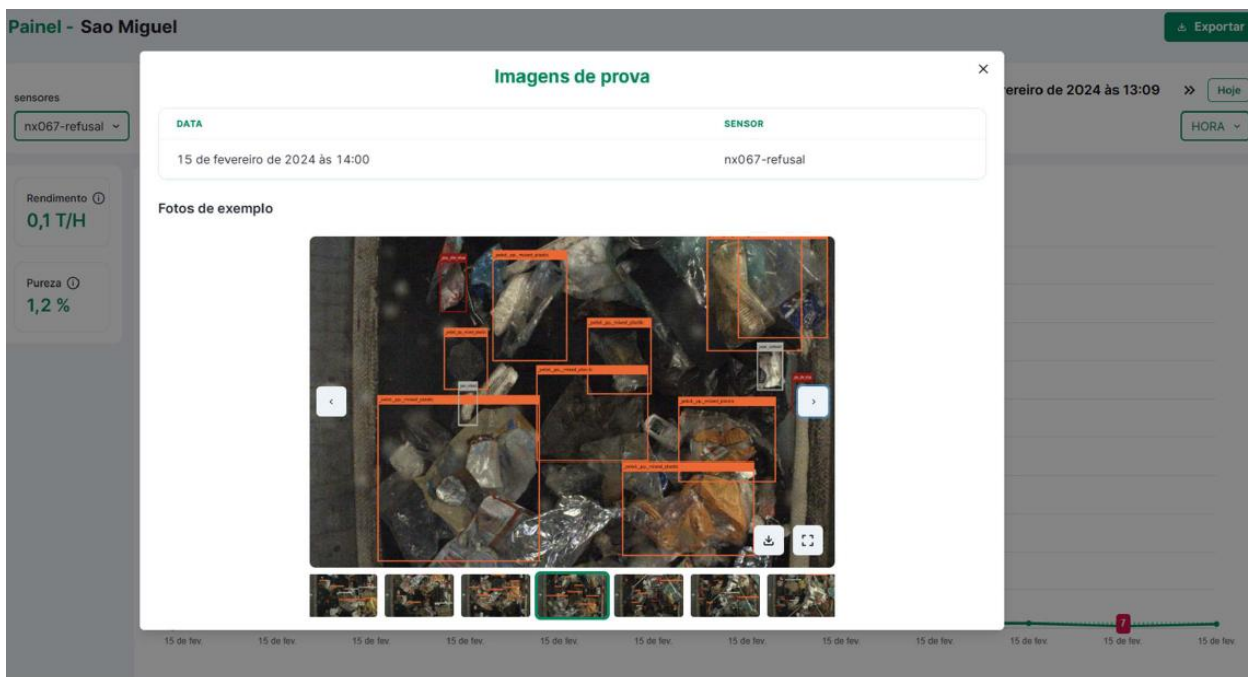 Painel - Sao Miguel
Exportar
Imagens de prova
sensores
nx067-refusal
ereiro de 2024 às 13:09
Hoje
HORA
DATA
SENSOR
15 de fevereiro de 2024 às 14:00
nx067-refusal
Rendimento
0,1 T/H
Pureza
1,2 %
Fotos de exemplo
7
15 de fev.
15 de fev.
15 de fev.
15 de fev.
15 de fev.
15 de fev.
15 de fev.
15 de fev.
15 de fev.
15 de fev.
15 de fev.
15 de fev.